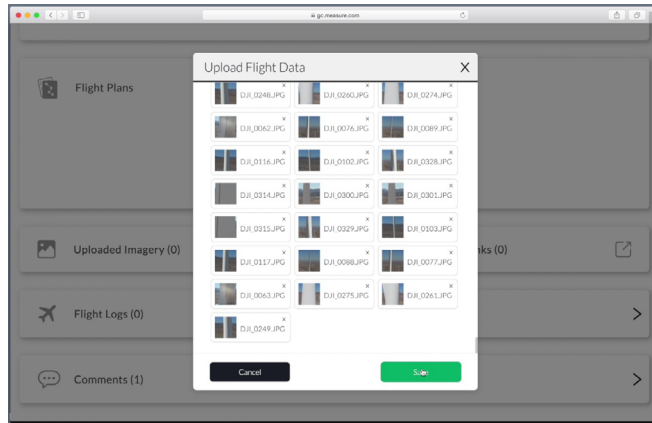 gc.measure.com
Upload Flight Data X
Flight Plans
DJI_0248.JPG DJI_0260.JPG DJI_0274.JPG
DJI_0062.JPG DJI_0076.JPG DJI_0089.JPG
DJI_0116.JPG DJI_0102.JPG DJI_0328.JPG
DJI_0314.JPG DJI_0300.JPG DJI_0301.JPG
DJI_0315.JPG DJI_0329.JPG DJI_0103.JPG
Uploaded Imagery (0) nks (0)
DJI_0117.JPG DJI_0088.JPG DJI_0077.JPG
DJI_0063.JPG DJI_0275.JPG DJI_0261.JPG
Flight Logs (0)
DJI_0249.JPG
Cancel Save
Comments (1)